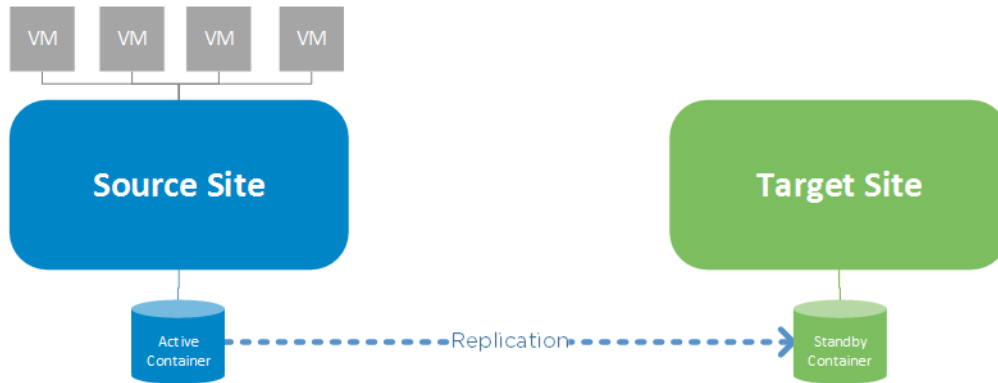 VM VM VM VM
Source Site
Target Site
Active
Container
Replication
Standby
Container